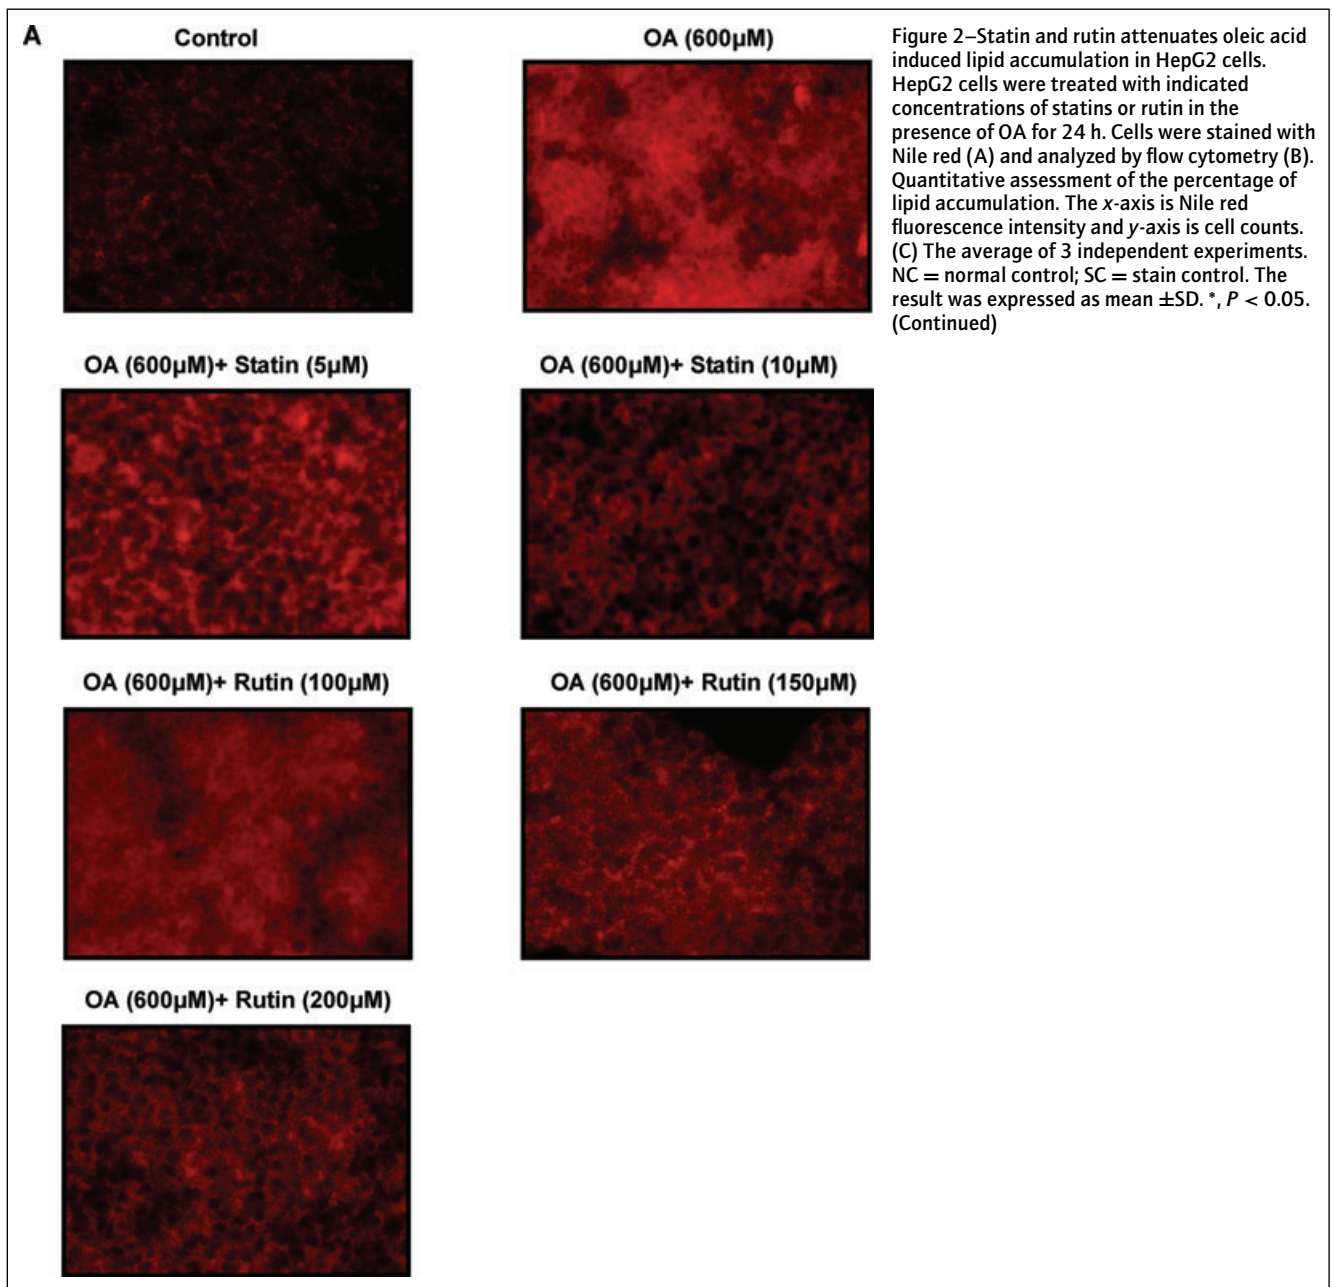 A
Control
OA (600µM)
OA (600µM)+ Statin (5µM)
OA (600µM)+ Statin (10µM)
OA (600µM)+ Rutin (100µM)
OA (600µM)+ Rutin (150µM)
OA (600µM)+ Rutin (200µM)
Figure 2–Statin and rutin attenuates oleic acid
induced lipid accumulation in HepG2 cells.
HepG2 cells were treated with indicated
concentrations of statins or rutin in the
presence of OA for 24 h. Cells were stained with
Nile red (A) and analyzed by flow cytometry (B).
Quantitative assessment of the percentage of
lipid accumulation. The x-axis is Nile red
fluorescence intensity and y-axis is cell counts.
(C) The average of 3 independent experiments.
NC = normal control; SC = stain control. The
result was expressed as mean ±SD. *, P < 0.05.
(Continued)